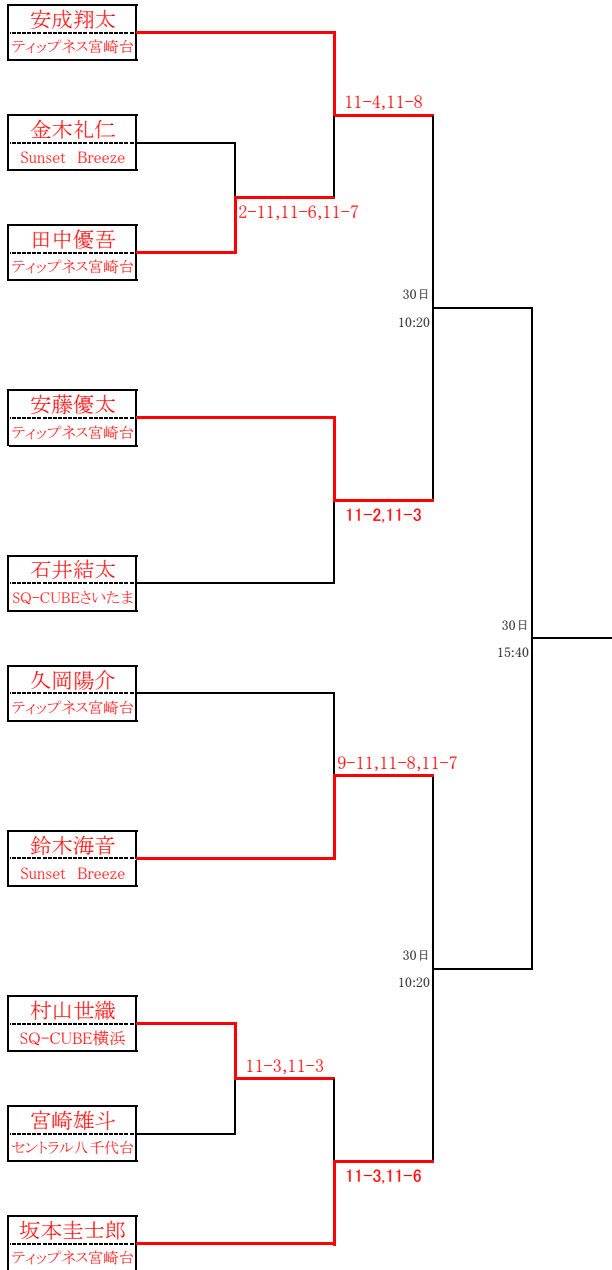 安成翔太
ティップネス宮崎台
11-4,11-8
金木礼仁
Sunset Breeze
2-11,11-6,11-7
田中優吾
ティップネス宮崎台
30日
10:20
安藤優太
ティップネス宮崎台
11-2,11-3
石井結太
SQ-CUBEさいたま
30日
15:40
久岡陽介
ティップネス宮崎台
9-11,11-8,11-7
鈴木海音
Sunset Breeze
30日
10:20
村山世織
SQ-CUBE横浜
11-3,11-3
宮崎雄斗
セントラル八千代台
11-3,11-6
坂本圭士郎
ティップネス宮崎台